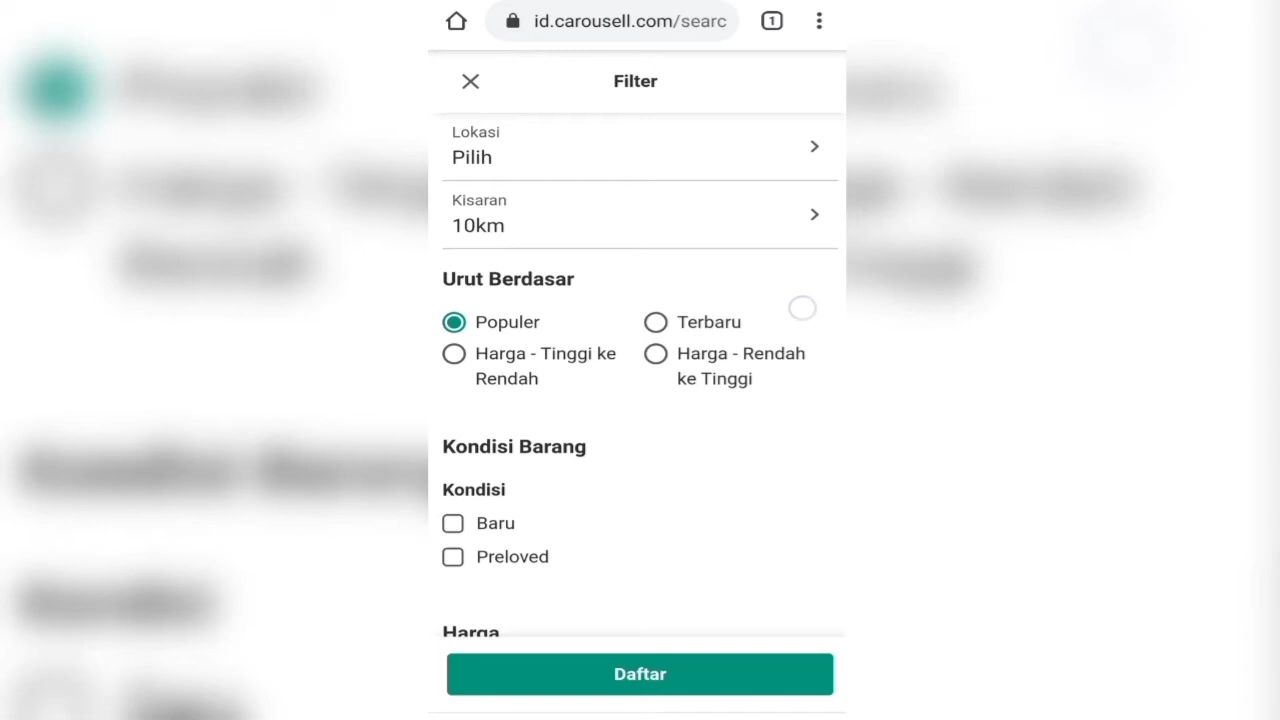 id.carousell.com/searc
1
Filter
Lokasi
Pilih
Kisaran
10km
Urut Berdasar
Populer
Terbaru
Harga - Tinggi ke
Rendah
Harga - Rendah
ke Tinggi
Kondisi Barang
Kondisi
Baru
Preloved
Harga
Daftar